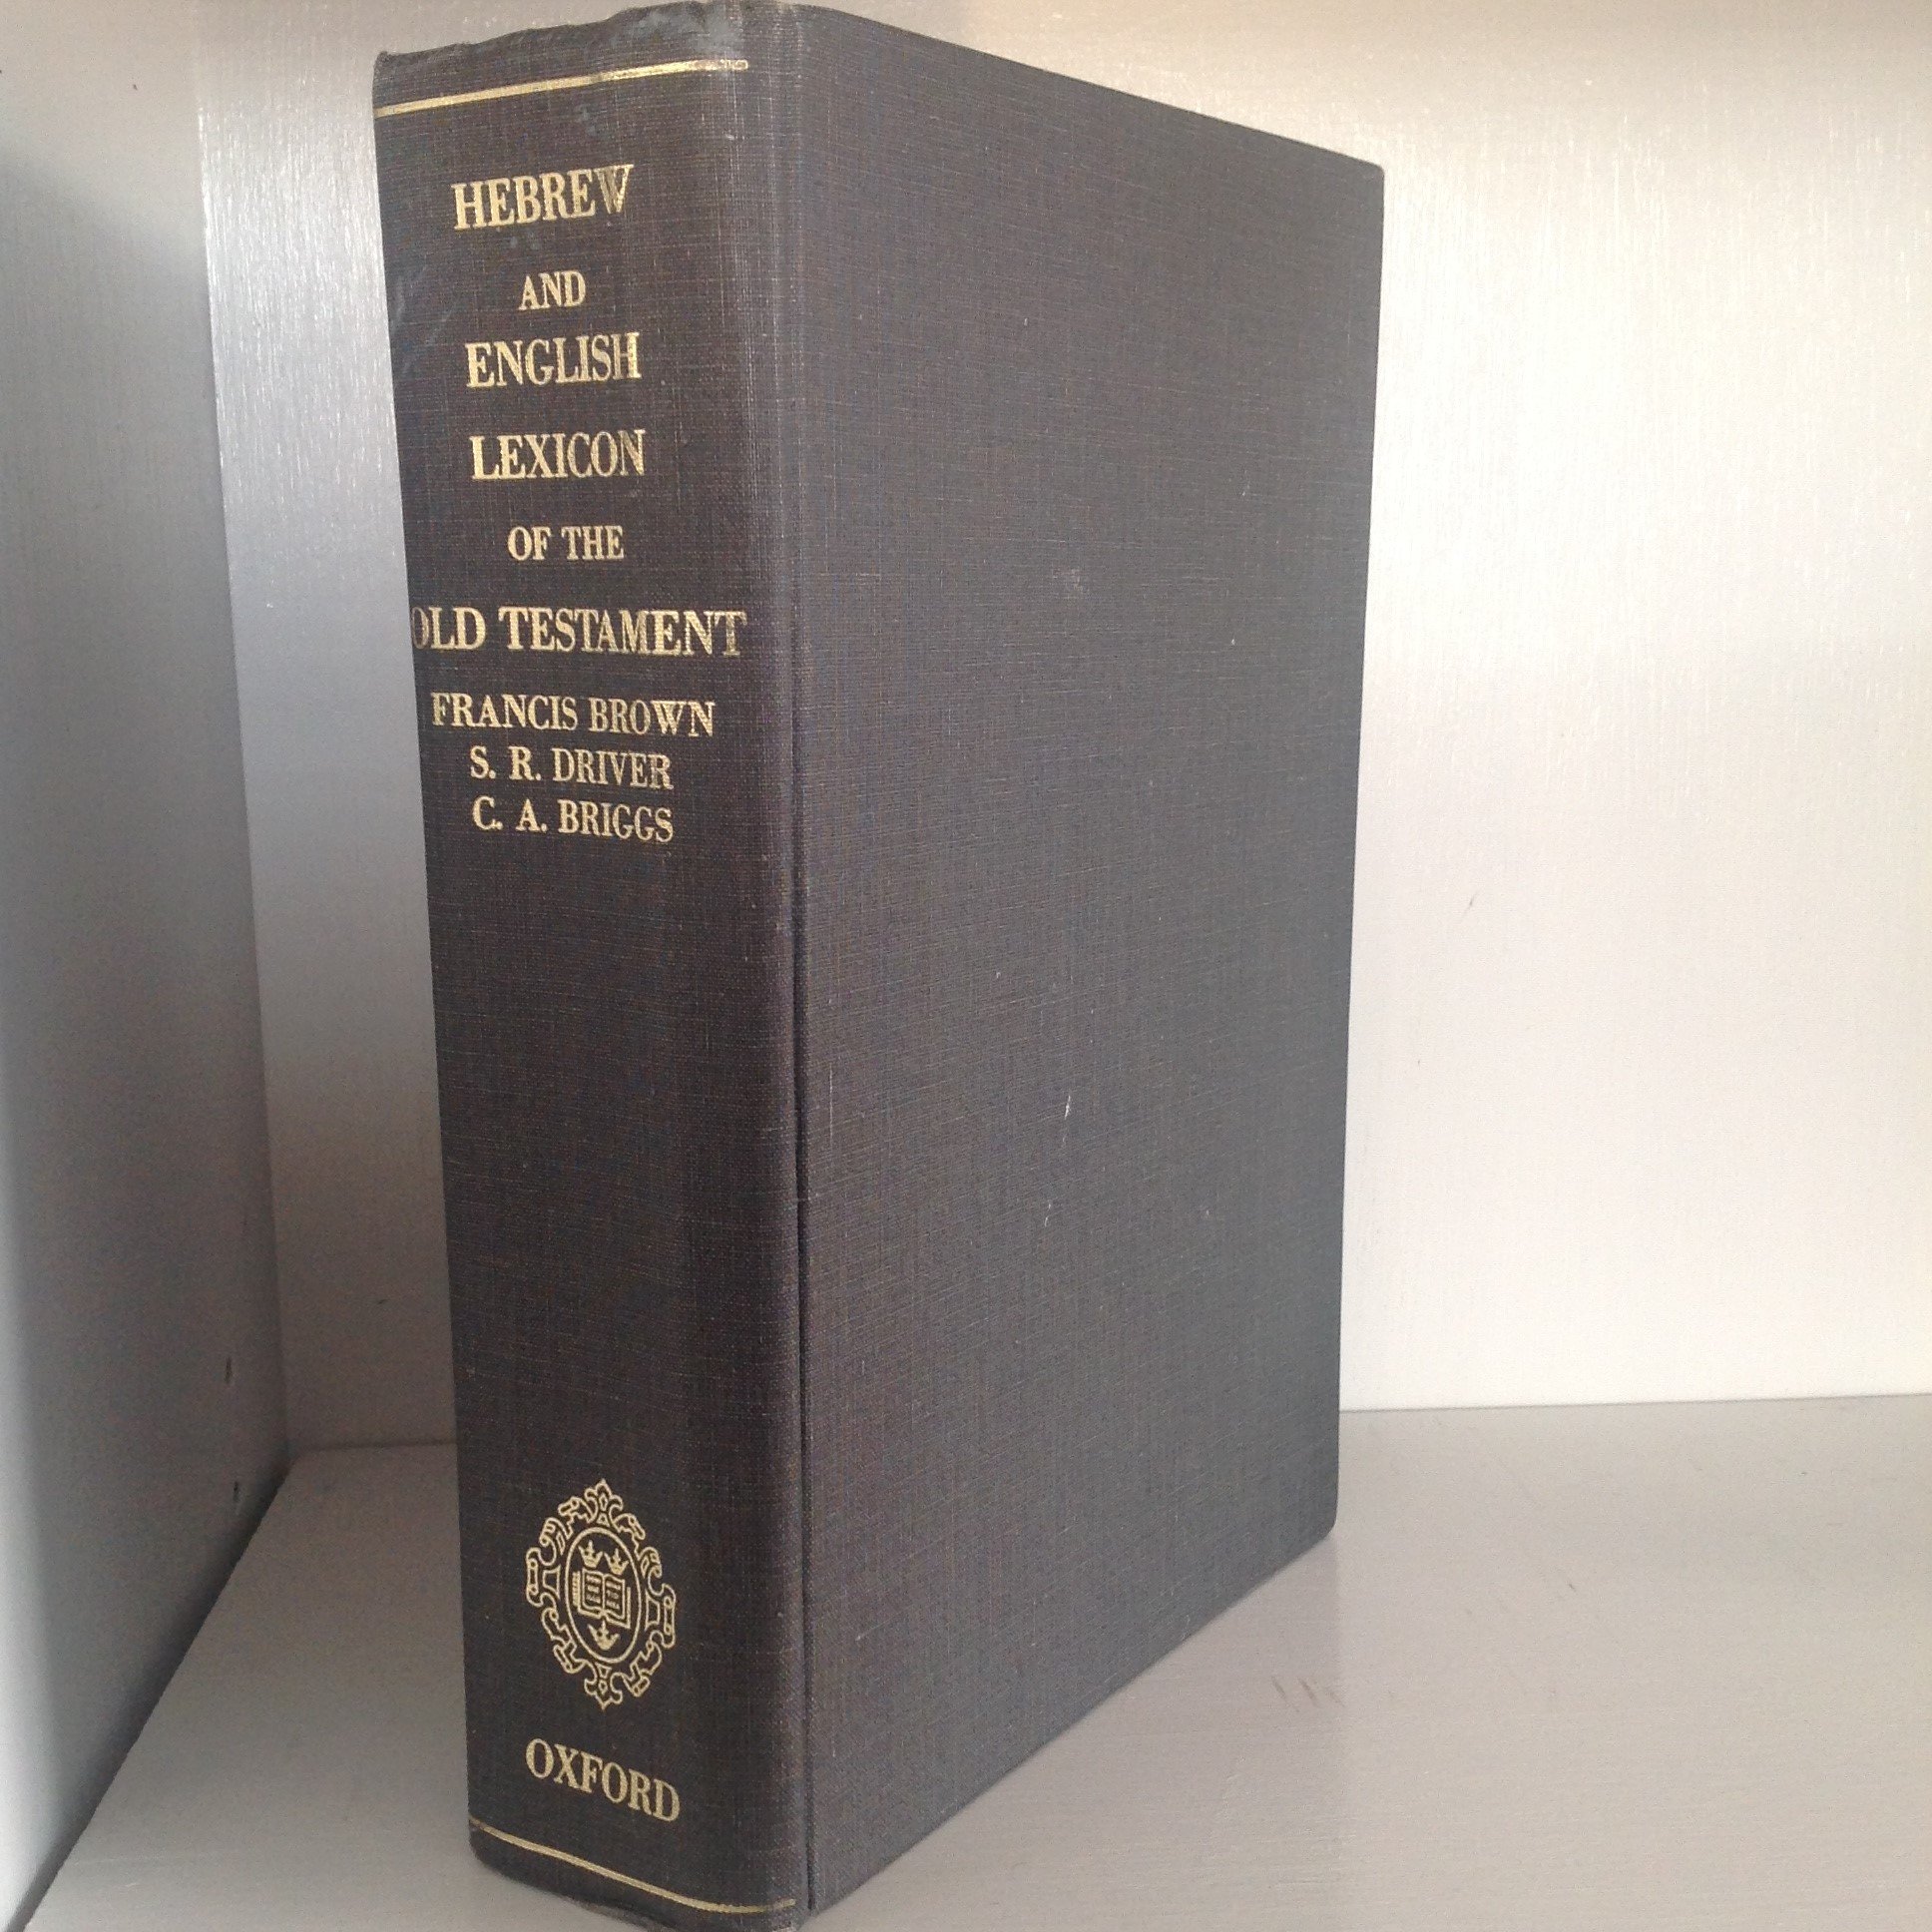 HEBREW
AND
ENGLISH
LEXICON
OF THE
OLD TESTAMENT
FRANCIS BROWN
S. R. DRIVER
C. A. BRIGGS
OXFORD